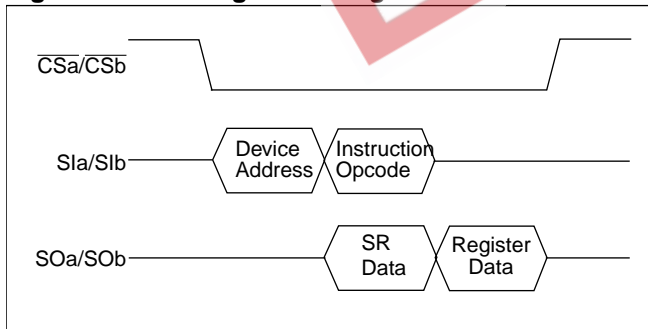 CSa/CSb
Device
Address
Instruction
Opcode
SIa/SIb
SR
Data
Register
Data
SOa/SOb